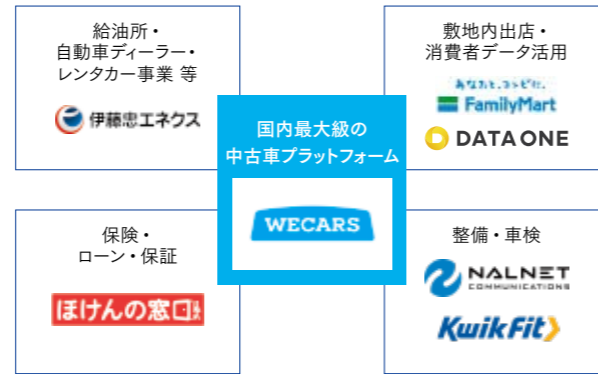 給油所・
自動車ディーラー・
レンタカー事業 等
伊藤忠エネクス
敷地内出店・
消費者データ活用
あなたと、コンビに、
FamilyMart
DATA ONE
国内最大級の
中古車プラットフォーム
WECARS
保険・
ローン・保証
ほけんの窓口
整備・車検
NALNET
COMMUNICATIONS
KwikFit